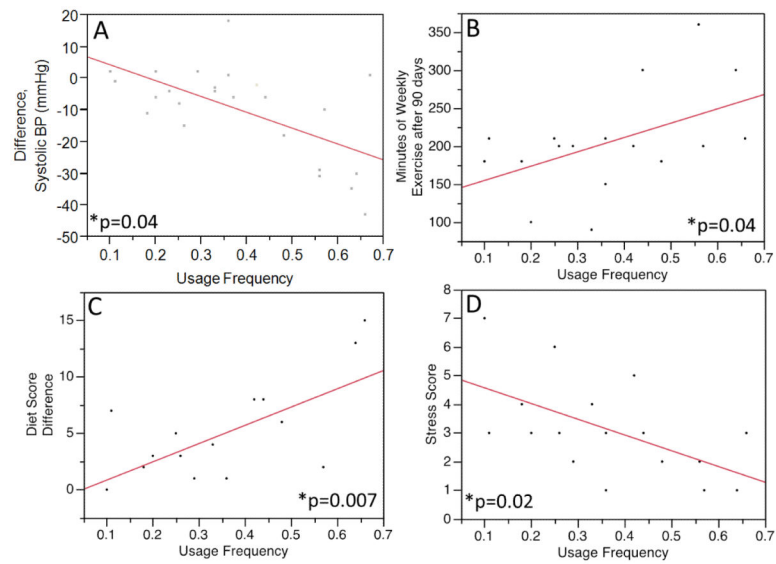 A
Difference,
Systolic BP (mmHg)
20
10
0
-10
-20
-30
-40
-50
*p=0.04
0.1 0.2 0.3 0.4 0.5 0.6 0.7
Usage Frequency
B
Minutes of Weekly
Exercise after 90 days
350
300
250
200
150
100
*p=0.04
0.1 0.2 0.3 0.4 0.5 0.6 0.7
Usage Frequency
C
Diet Score
Difference
15
10
5
0
*p=0.007
0.1 0.2 0.3 0.4 0.5 0.6 0.7
Usage Frequency
D
Stress Score
8
7
6
5
4
3
2
1
0
*p=0.02
0.1 0.2 0.3 0.4 0.5 0.6 0.7
Usage Frequency